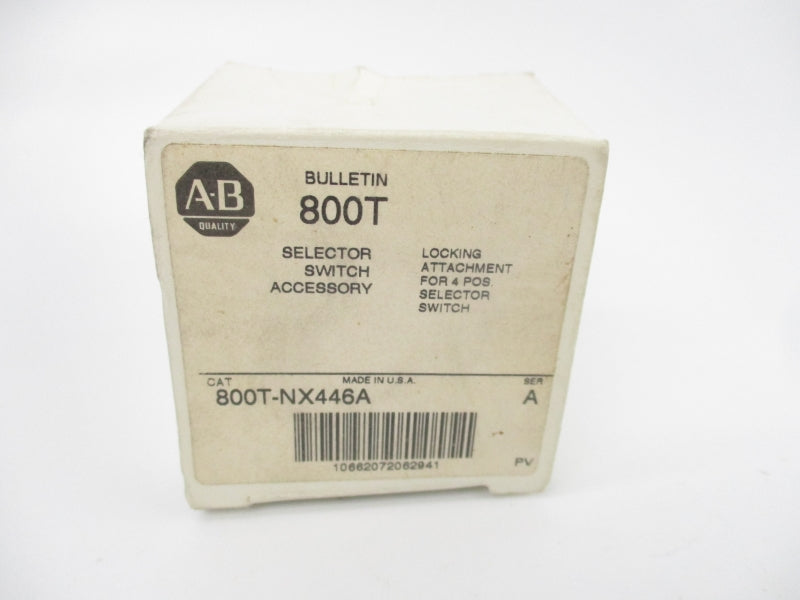 A-B
QUALITY
BULLETIN
800T
SELECTOR
SWITCH
ACCESSORY
LOCKING
ATTACHMENT
FOR 4 POS.
SELECTOR
SWITCH
CAT
MADE IN U.S.A.
SER
800T-NX446A
A
10662072062941
PV